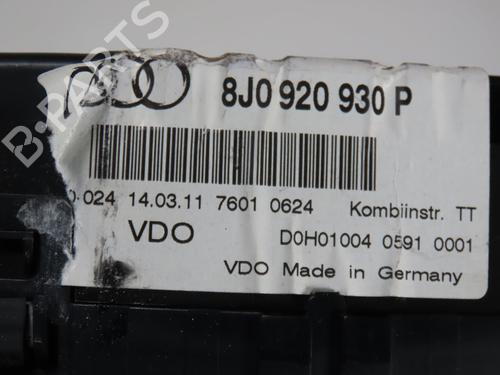 8J0 920 930 P
0·024 14.03.11 7601 0624 Kombiinstr. TT
VDO D0H01004 0591 0001
VDO Made in Germany
B-PARTS